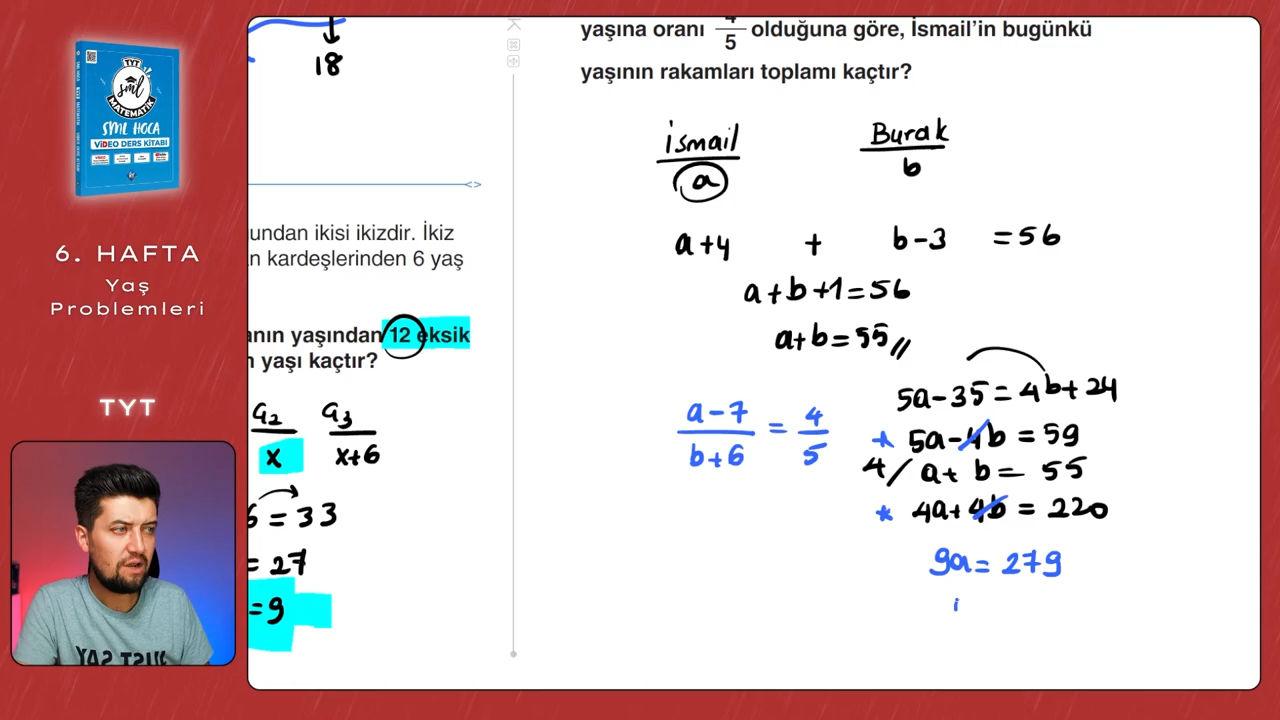 TYT
sml
MATEMATİK
SML HOCA
VİDEO DERS KİTABI
6. HAFTA
Yaş
Problemleri
TYT
18
undan ikisi ikizdir. İkiz
n kardeşlerinden 6 yaş
anın yaşından 12 eksik
n yaşı kaçtır?
a2 a3
x x+6
6 = 33
= 27
= 9
yaşına oranı 4/5 olduğuna göre, İsmail'in bugünkü
yaşının rakamları toplamı kaçtır?
ismail Burak
a b
a+4 + b-3 =56
a+b+1=56
a+b=55//
5a-35=4b+24
a-7/b+6 = 4/5
* 5a-4b = 59
4/ a+ b = 55
* 4a+4b = 220
9a= 279